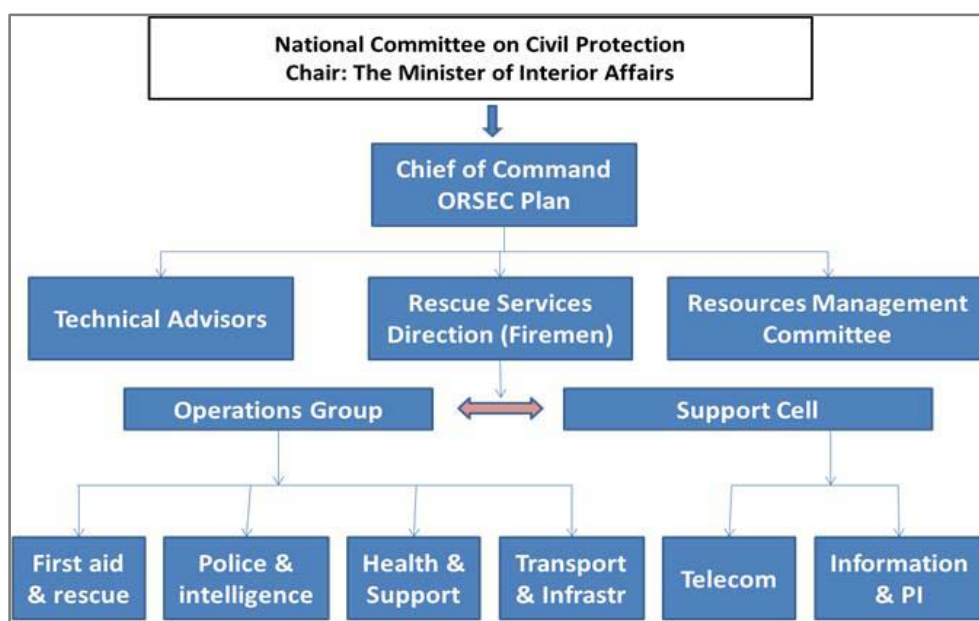 National Committee on Civil Protection
Chair: The Minister of Interior Affairs
Chief of Command
ORSEC Plan
Technical Advisors
Rescue Services
Direction (Firemen)
Resources Management
Committee
Operations Group
Support Cell
First aid
& rescue
Police &
intelligence
Health &
Support
Transport
& Infrastr
Telecom
Information
& PI